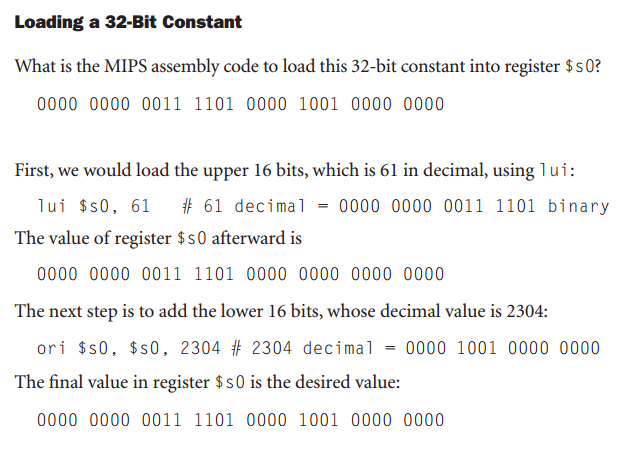 Loading a 32-Bit Constant
What is the MIPS assembly code to load this 32-bit constant into register $s0?
0000 0000 0011 1101 0000 1001 0000 0000
First, we would load the upper 16 bits, which is 61 in decimal, using lui:
lui $s0, 61 # 61 decimal = 0000 0000 0011 1101 binary
The value of register $s0 afterward is
0000 0000 0011 1101 0000 0000 0000 0000
The next step is to add the lower 16 bits, whose decimal value is 2304:
ori $s0, $s0, 2304 # 2304 decimal = 0000 1001 0000 0000
The final value in register $s0 is the desired value:
0000 0000 0011 1101 0000 1001 0000 0000